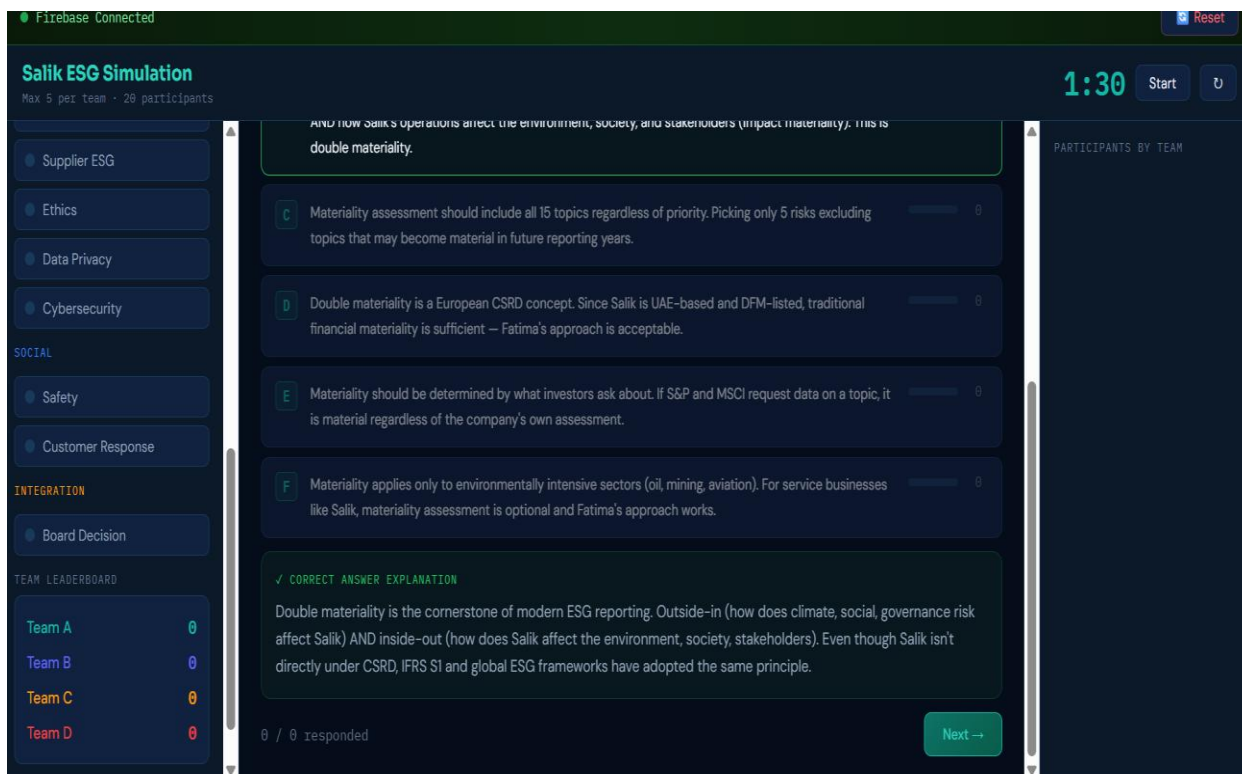 Firebase Connected
Reset
Salik ESG Simulation
Max 5 per team · 20 participants
1:30
Start
Supplier ESG
Ethics
Data Privacy
Cybersecurity
SOCIAL
Safety
Customer Response
INTEGRATION
Board Decision
TEAM LEADERBOARD
Team A 0
Team B 0
Team C 0
Team D 0
AND how Salik's operations affect the environment, society, and stakeholders (impact materiality). This is
double materiality.
C Materiality assessment should include all 15 topics regardless of priority. Picking only 5 risks excluding 0
topics that may become material in future reporting years.
D Double materiality is a European CSRD concept. Since Salik is UAE-based and DFM-listed, traditional 0
financial materiality is sufficient — Fatima's approach is acceptable.
E Materiality should be determined by what investors ask about. If S&P and MSCI request data on a topic, it 0
is material regardless of the company's own assessment.
F Materiality applies only to environmentally intensive sectors (oil, mining, aviation). For service businesses 0
like Salik, materiality assessment is optional and Fatima's approach works.
✓ CORRECT ANSWER EXPLANATION
Double materiality is the cornerstone of modern ESG reporting. Outside-in (how does climate, social, governance risk
affect Salik) AND inside-out (how does Salik affect the environment, society, stakeholders). Even though Salik isn't
directly under CSRD, IFRS S1 and global ESG frameworks have adopted the same principle.
0 / 0 responded
Next →
PARTICIPANTS BY TEAM